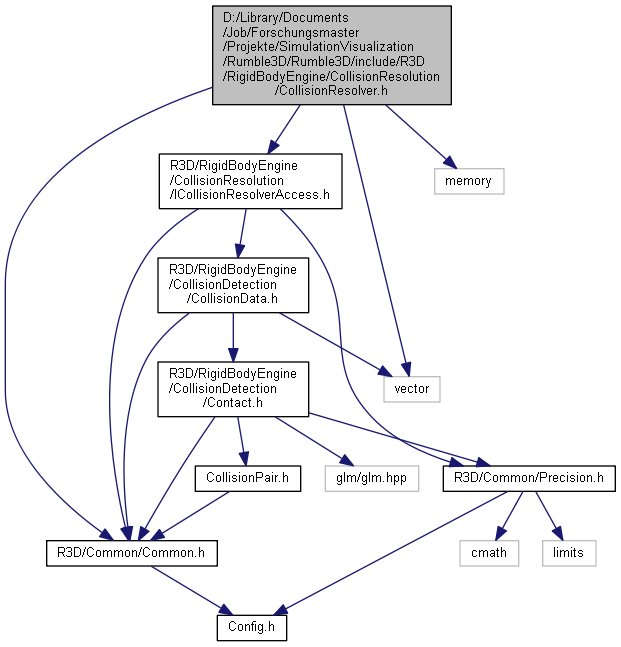 D:/Library/Documents
/Job/Forschungsmaster
/Projekte/SimulationVisualization
/Rumble3D/Rumble3D/include/R3D
/RigidBodyEngine/CollisionResolution
/CollisionResolver.h
R3D/RigidBodyEngine
/CollisionResolution
/ICollisionResolverAccess.h
memory
R3D/RigidBodyEngine
/CollisionDetection
/CollisionData.h
R3D/RigidBodyEngine
/CollisionDetection
/Contact.h
vector
CollisionPair.h
glm/glm.hpp
R3D/Common/Precision.h
R3D/Common/Common.h
cmath
limits
Config.h